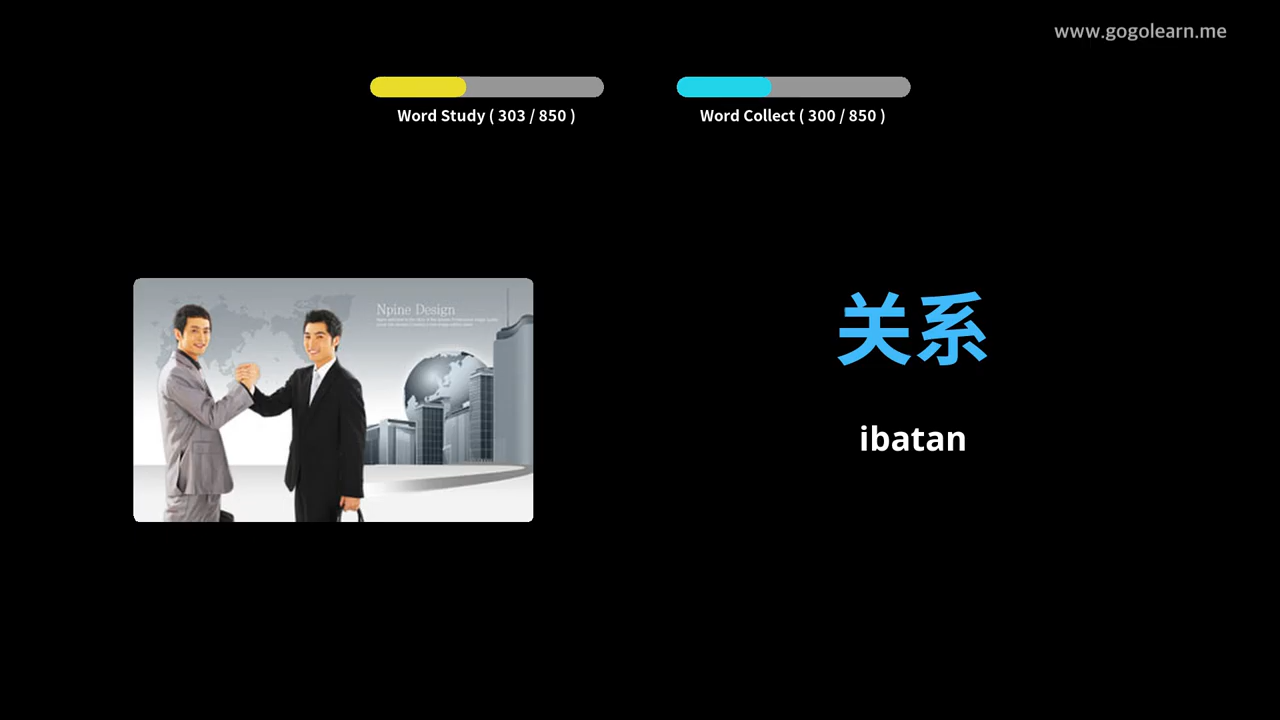 www.gogolearn.me
Word Study ( 303 / 850 )
Word Collect ( 300 / 850 )
Npine Design
关系
ibatan